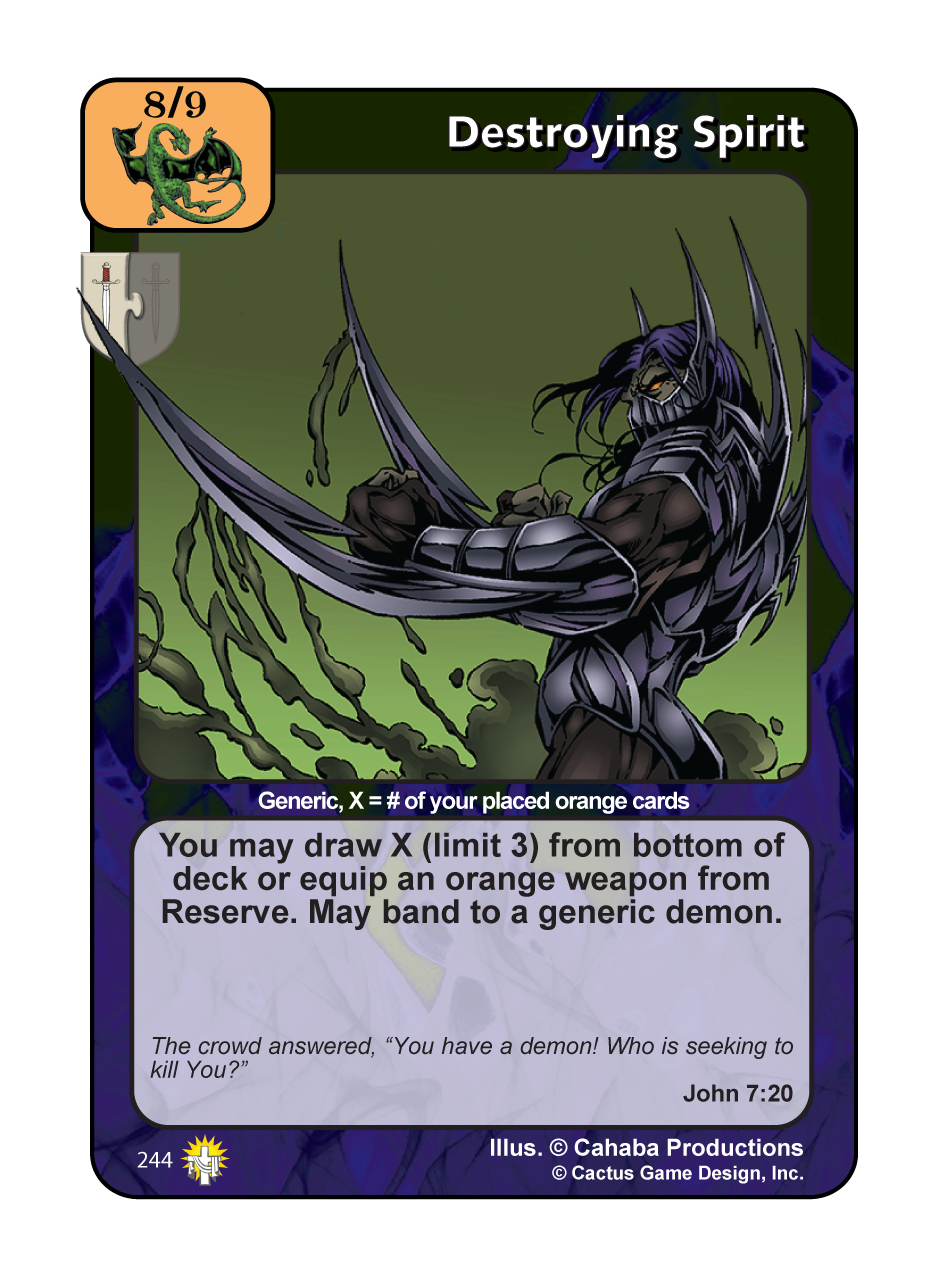 8/9
Destroying Spirit
Generic, X = # of your placed orange cards
You may draw X (limit 3) from bottom of
deck or equip an orange weapon from
Reserve. May band to a generic demon.
The crowd answered, “You have a demon! Who is seeking to
kill You?”
John 7:20
244
Illus. © Cahaba Productions
© Cactus Game Design, Inc.